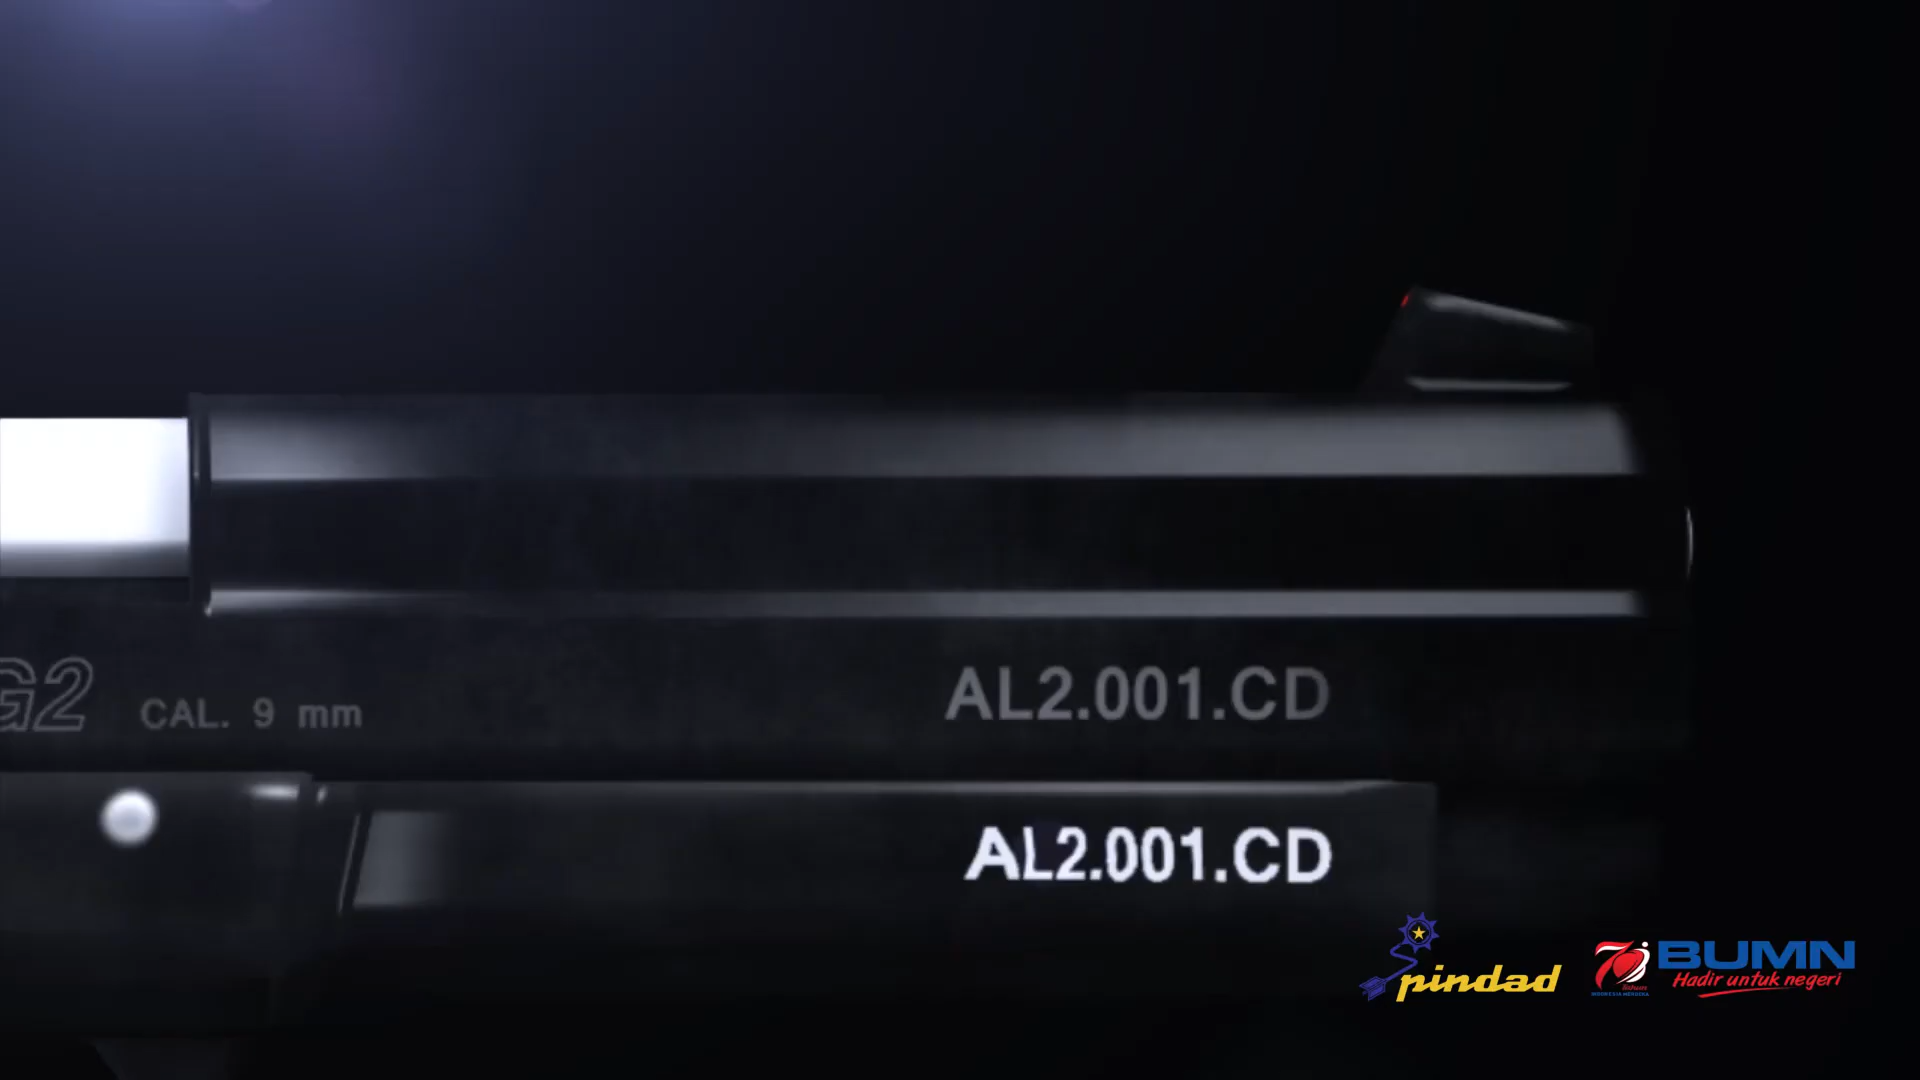 G2 CAL. 9 mm
AL2.001.CD
AL2.001.CD
pindad
BUMN
Hadir untuk negeri